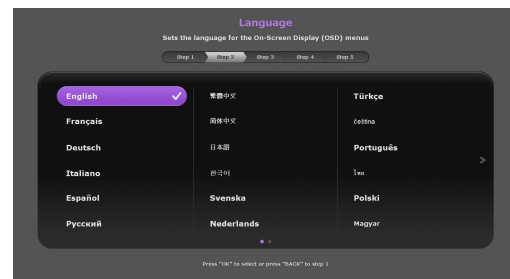 Language
Sets the language for the On-Screen Display (OSD) menus
Step 1 Step 2 Step 3 Step 4 Step 5
English
Français
Deutsch
Italiano
Español
Русский
繁體中文
简体中文
日本語
한국어
Svenska
Nederlands
Türkçe
čeština
Português
ไทย
Polski
Magyar
Press "OK" to select or press "BACK" to step 1